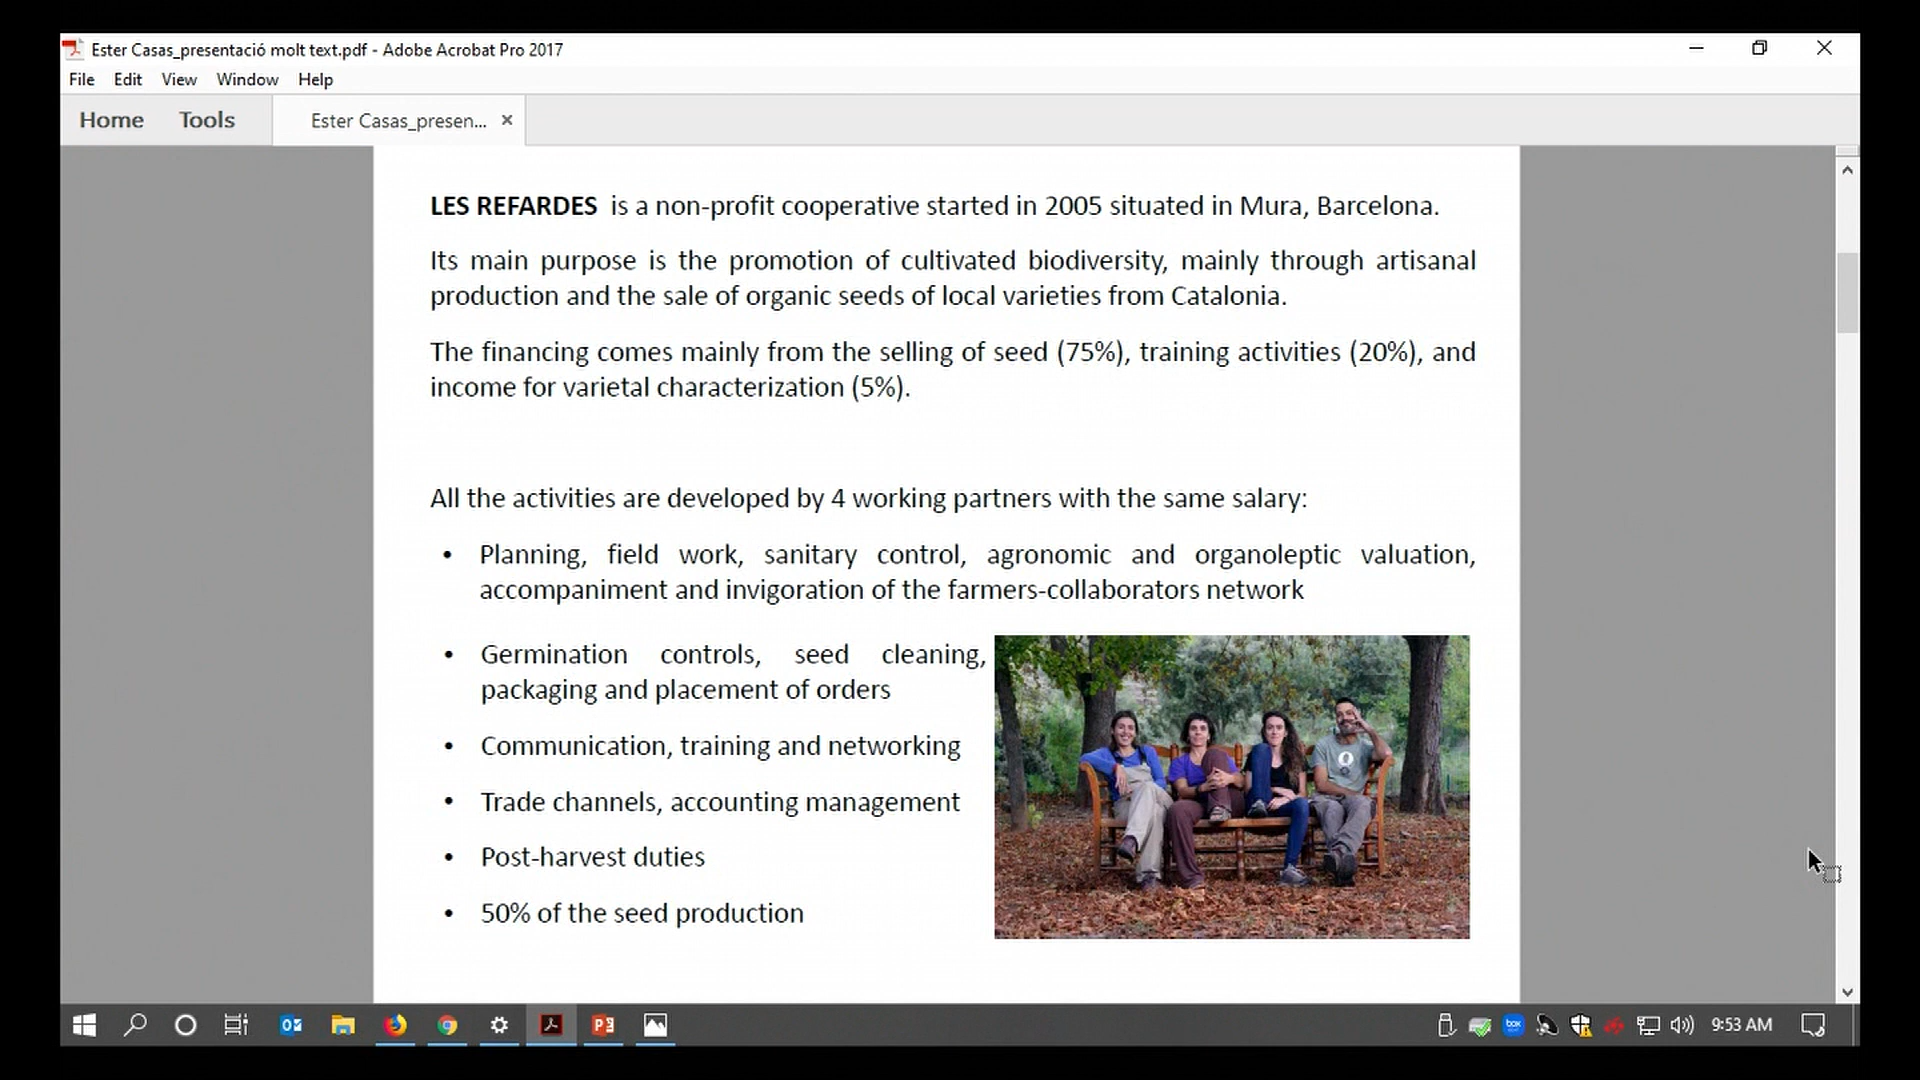 Ester Casas_presentació molt text.pdf - Adobe Acrobat Pro 2017
File Edit View Window Help
Home Tools Ester Casas_presen... ×
LES REFARDES is a non-profit cooperative started in 2005 situated in Mura, Barcelona.
Its main purpose is the promotion of cultivated biodiversity, mainly through artisanal
production and the sale of organic seeds of local varieties from Catalonia.
The financing comes mainly from the selling of seed (75%), training activities (20%), and
income for varietal characterization (5%).
All the activities are developed by 4 working partners with the same salary:
• Planning, field work, sanitary control, agronomic and organoleptic valuation,
accompaniment and invigoration of the farmers-collaborators network
• Germination controls, seed cleaning,
packaging and placement of orders
• Communication, training and networking
• Trade channels, accounting management
• Post-harvest duties
• 50% of the seed production
box
9:53 AM